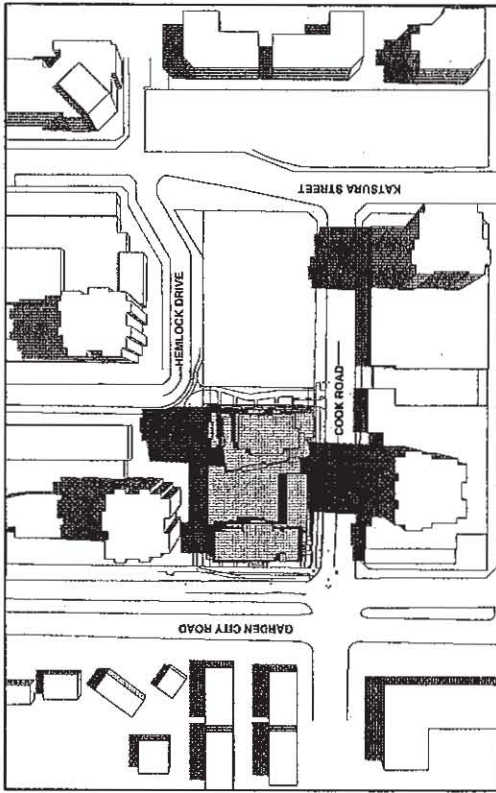 KATSURA STREET
HEMLOCK DRIVE
COOK ROAD
GARDEN CITY ROAD